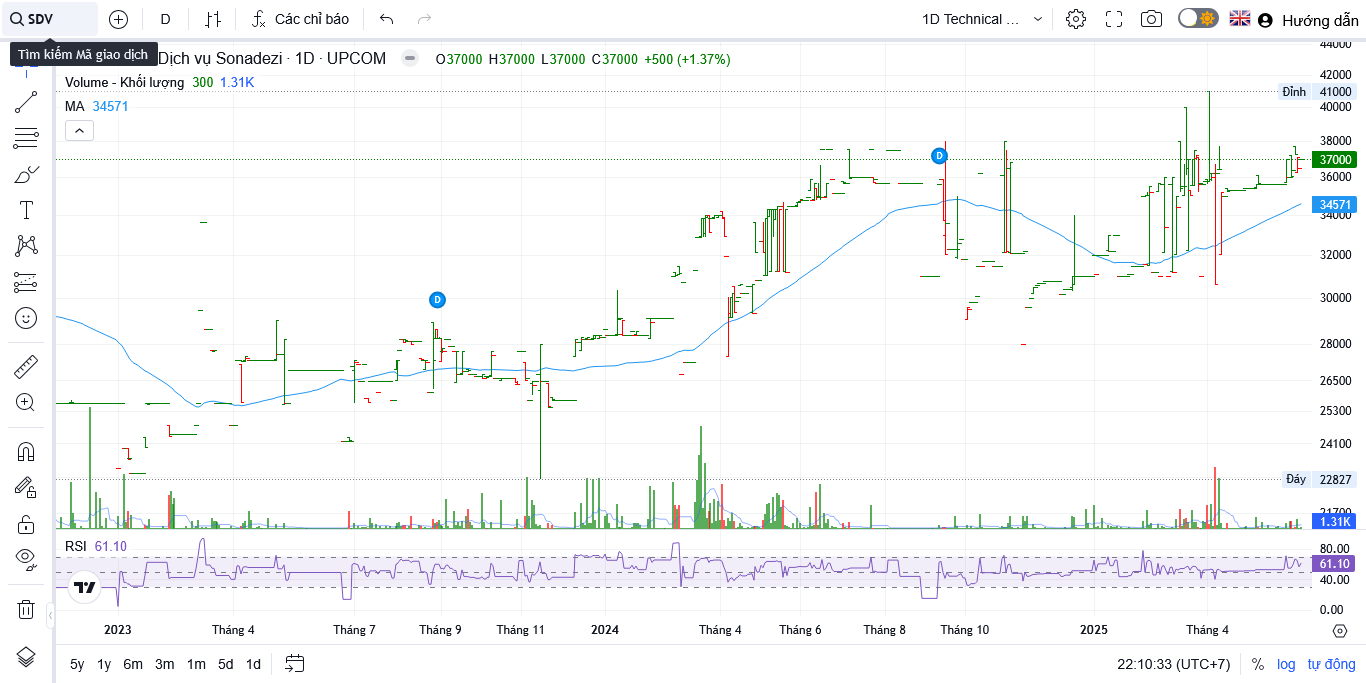 SDV D Các chỉ báo 1D Technical ... Hướng dẫn
Tìm kiếm Mã giao dịch
Dịch vụ Sonadezi · 1D · UPCOM O37000 H37000 L37000 C37000 +500 (+1.37%)
Volume - Khối lượng 300 1.31K
MA 34571
44000
42000
Đỉnh 41000
40000
38000
37000
36000
34571
34000
32000
30000
28000
26500
25300
24100
Đáy 22827
21700
1.31K
D
D
RSI 61.10
80.00
61.10
40.00
0.00
2023 Tháng 4 Tháng 7 Tháng 9 Tháng 11 2024 Tháng 4 Tháng 6 Tháng 8 Tháng 10 2025 Tháng 4
5y 1y 6m 3m 1m 5d 1d 22:10:33 (UTC+7) % log tự động